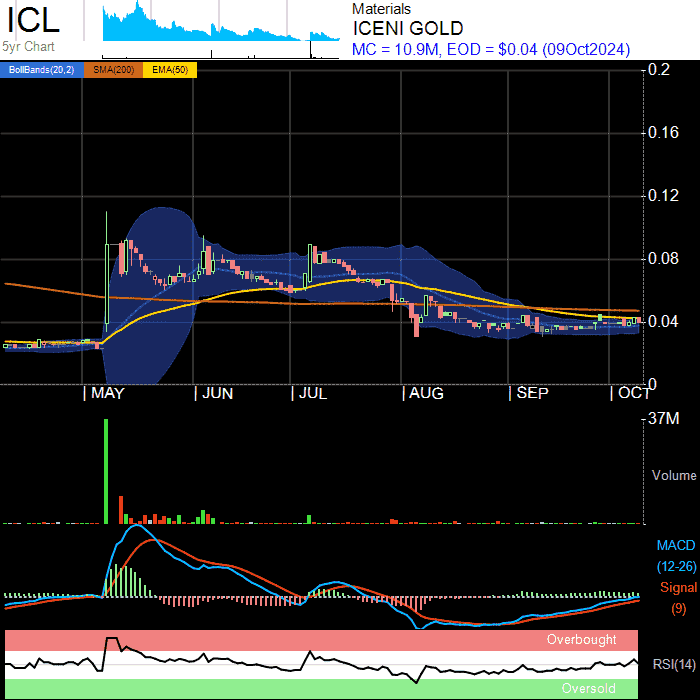 ICL
5yr Chart
Materials
ICENI GOLD
MC = 10.9M, EOD = $0.04 (09Oct2024)
BollBands(20,2) SMA(200) EMA(50)
0.2
0.16
0.12
0.08
0.04
0
MAY JUN JUL AUG SEP OCT
37M
Volume
MACD
(12-26)
Signal
(9)
Overbought
RSI(14)
Oversold